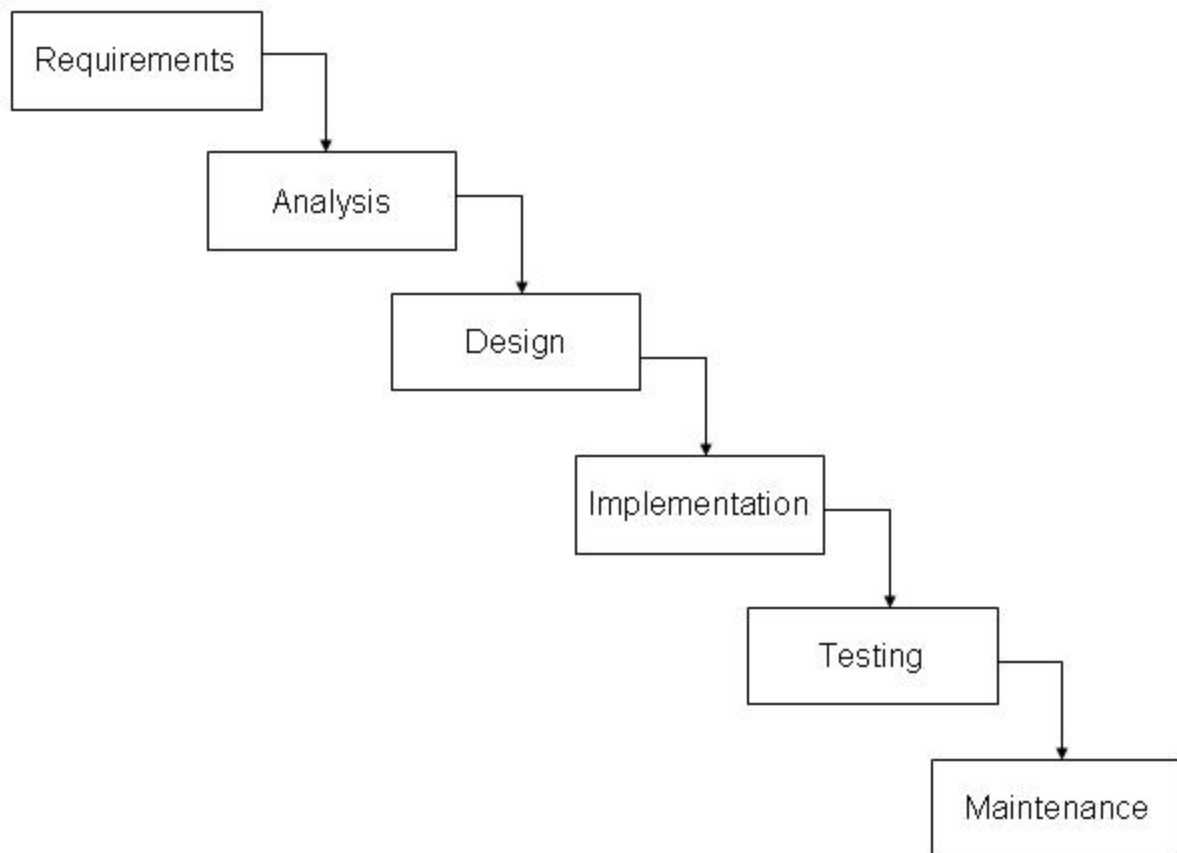 Requirements
Analysis
Design
Implementation
Testing
Maintenance